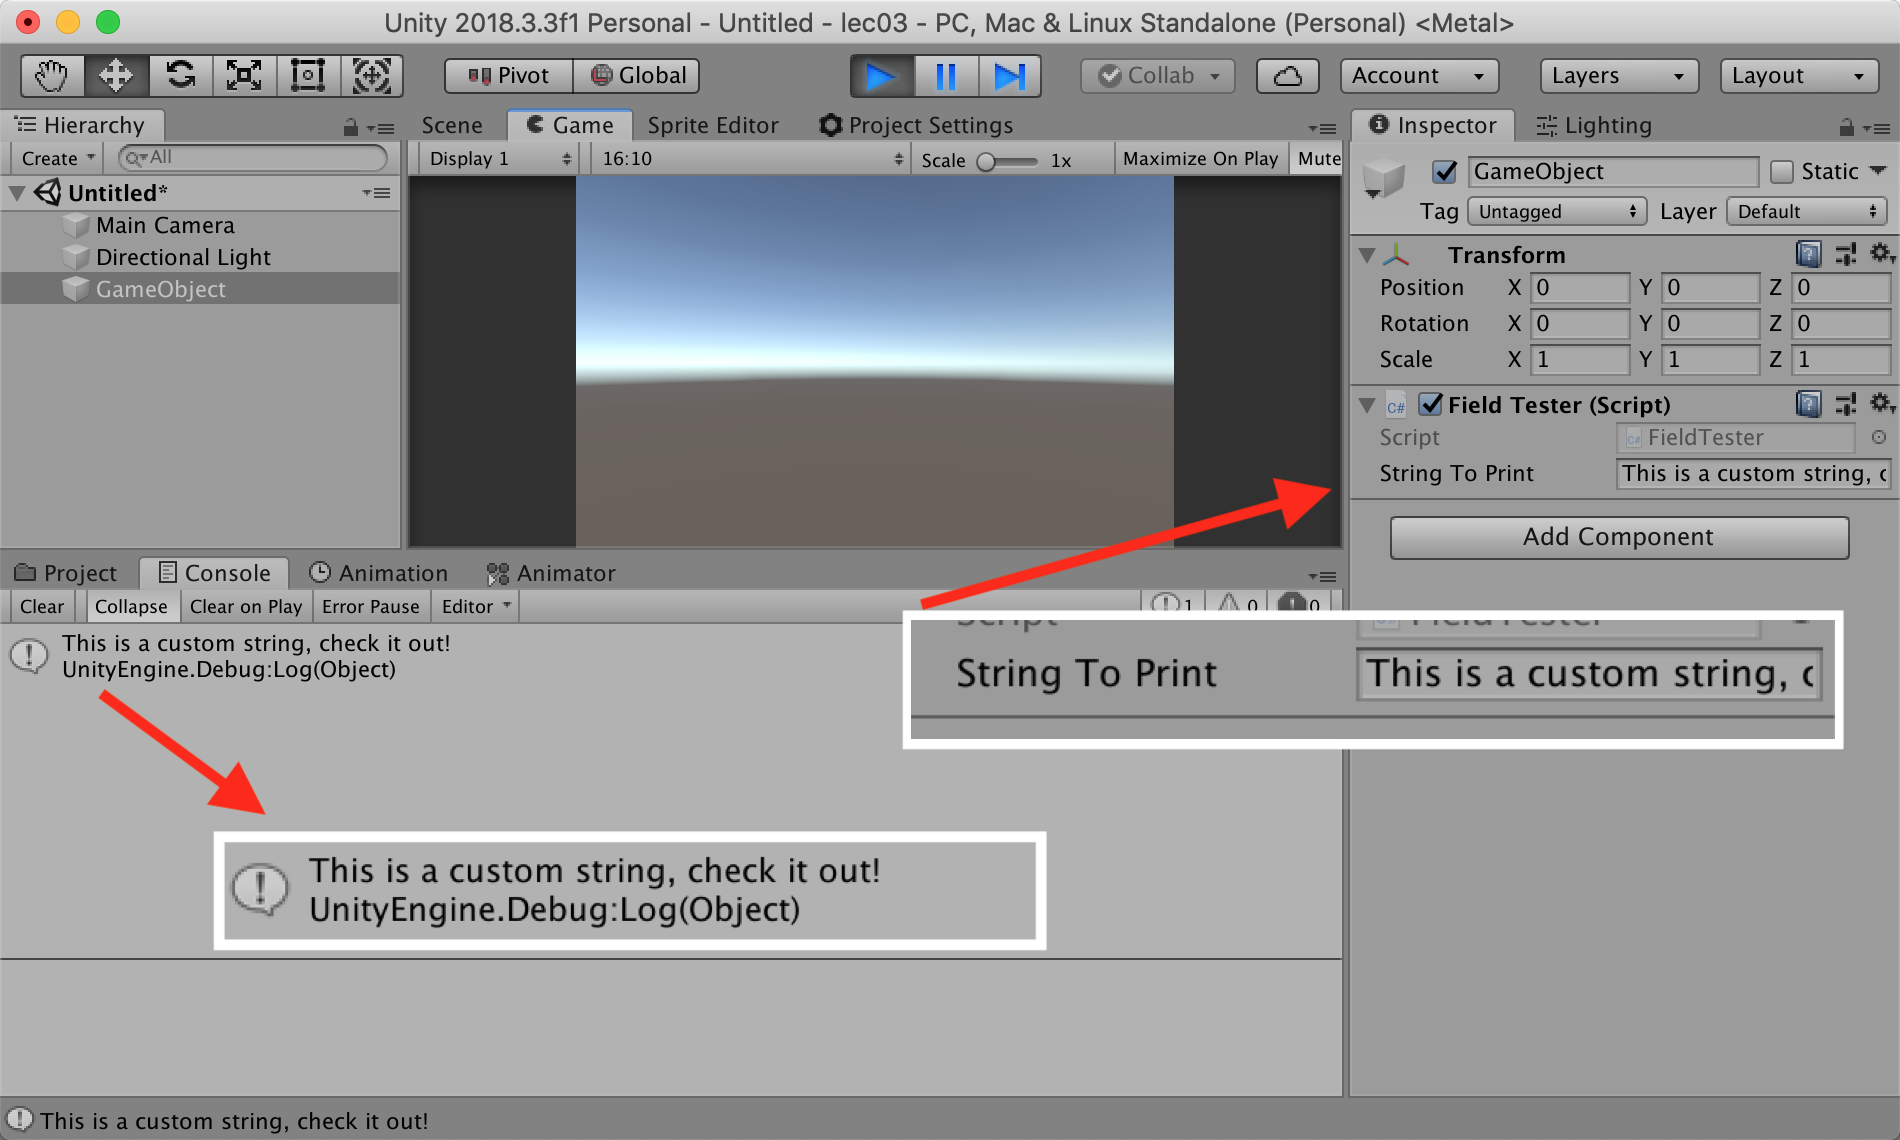 Unity 2018.3.3f1 Personal - Untitled - lec03 - PC, Mac & Linux Standalone (Personal) <Metal>
Pivot Global Collab Account Layers Layout
Hierarchy
Create All
Untitled*
Main Camera
Directional Light
GameObject
Scene Game Sprite Editor Project Settings
Display 1 16:10 Scale 1x Maximize On Play Mute
Inspector Lighting
GameObject Static
Tag Untagged Layer Default
Transform
Position X 0 Y 0 Z 0
Rotation X 0 Y 0 Z 0
Scale X 1 Y 1 Z 1
C# Field Tester (Script)
Script C# FieldTester
String To Print This is a custom string, c
Add Component
Project Console Animation Animator
Clear Collapse Clear on Play Error Pause Editor 1 0 0
This is a custom string, check it out!
UnityEngine.Debug:Log(Object)
Script FieldTester
String To Print This is a custom string, c
This is a custom string, check it out!
UnityEngine.Debug:Log(Object)
This is a custom string, check it out!